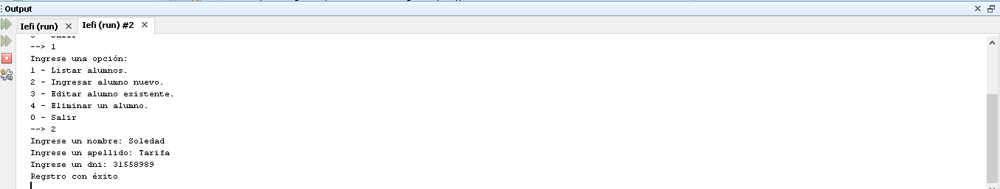 Output
Iefi (run)
Iefi (run) #2
--> 1
Ingrese una opción:
1 - Listar alumnos.
2 - Ingresar alumno nuevo.
3 - Editar alumno existente.
4 - Eliminar un alumno.
0 - Salir
--> 2
Ingrese un nombre: Soledad
Ingrese un apellido: Tarifa
Ingrese un dni: 31558989
Regstro con éxito